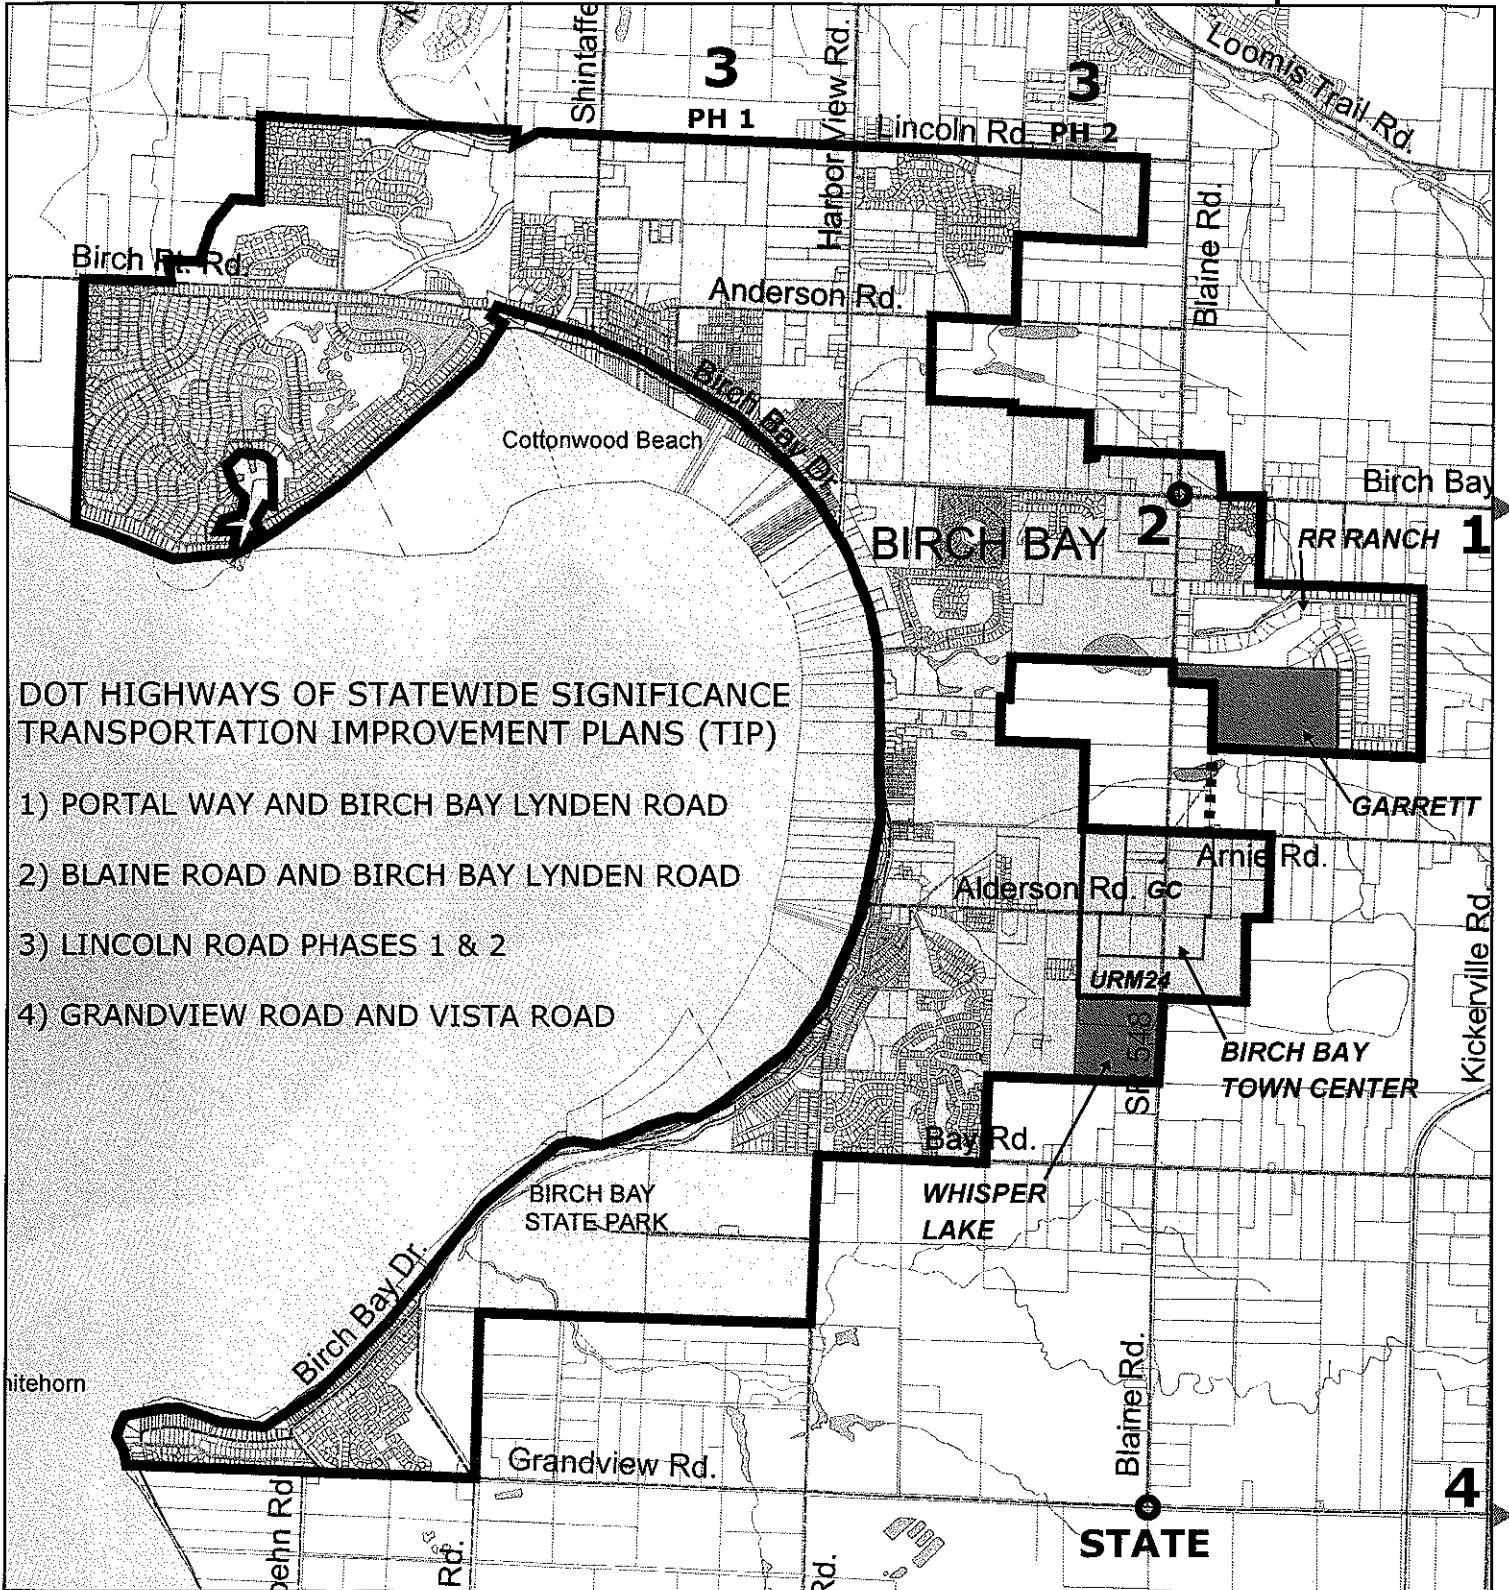 Shintaffe
3
PH 1
Harbor View Rd.
3
Lincoln Rd. PH 2
Loomis Trail Rd.
Blaine Rd.
Birch Pt. Rd.
Anderson Rd.
Birch Bay Dr.
Cottonwood Beach
Birch Bay
BIRCH BAY
2
RR RANCH
1
DOT HIGHWAYS OF STATEWIDE SIGNIFICANCE
TRANSPORTATION IMPROVEMENT PLANS (TIP)
1) PORTAL WAY AND BIRCH BAY LYNDEN ROAD
2) BLAINE ROAD AND BIRCH BAY LYNDEN ROAD
3) LINCOLN ROAD PHASES 1 & 2
4) GRANDVIEW ROAD AND VISTA ROAD
GARRETT
Arnie Rd.
Alderson Rd. GC
URM24
Kickerville Rd.
SR 548
BIRCH BAY
TOWN CENTER
Bay Rd.
WHISPER
LAKE
BIRCH BAY
STATE PARK
Birch Bay Dr.
hitehorn
Blaine Rd.
Grandview Rd.
4
STATE
oehn Rd
Rd.
Rd.